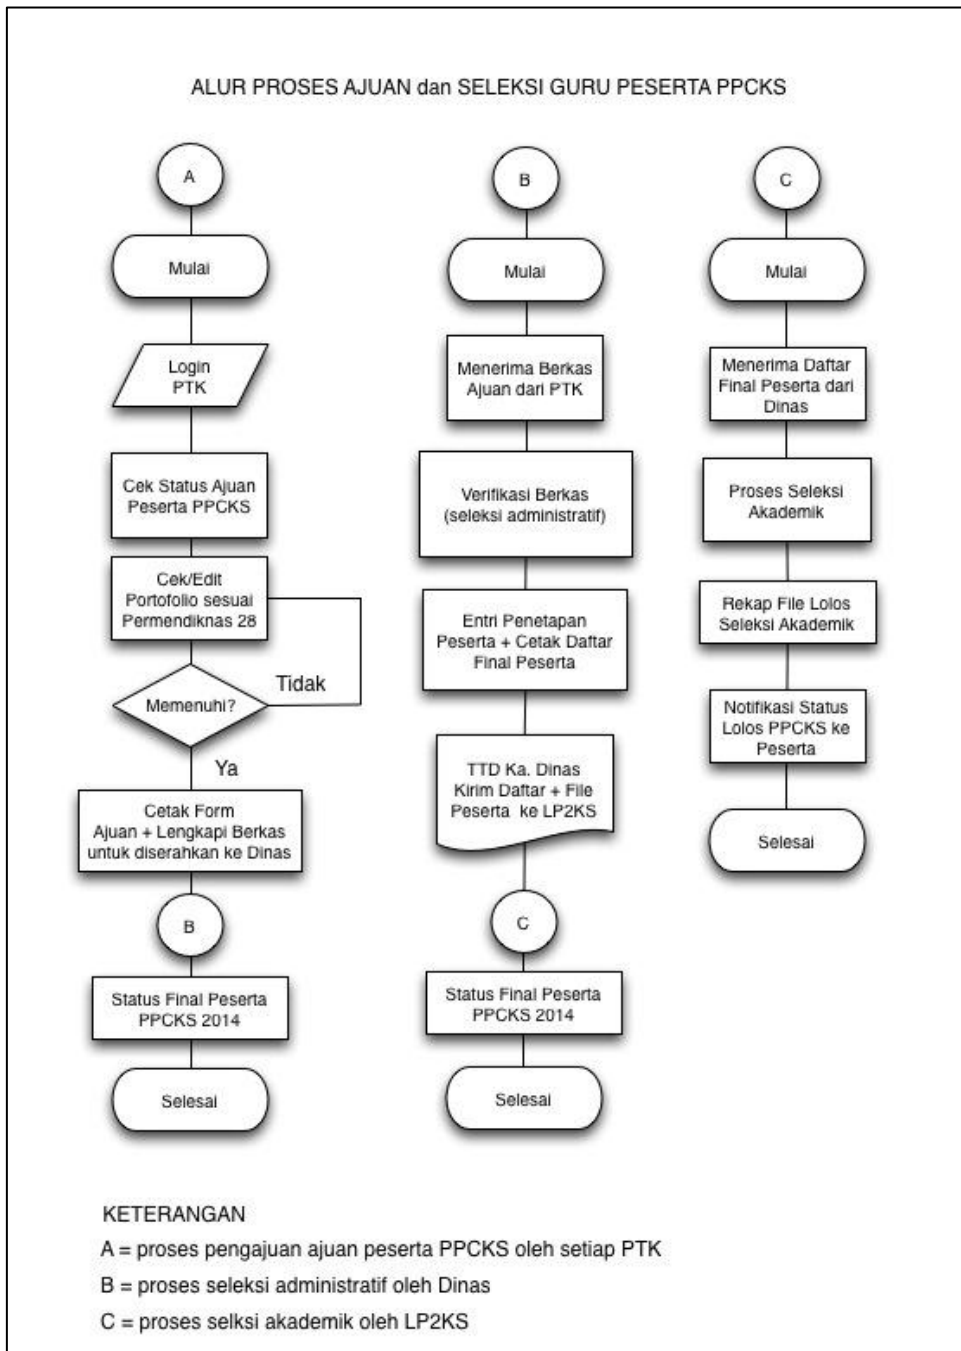 ALUR PROSES AJUAN dan SELEKSI GURU PESERTA PPCKS
A
Mulai
Login
PTK
Cek Status Ajuan
Peserta PPCKS
Cek/Edit
Portofolio sesuai
Permendiknas 28
Memenuhi?
Tidak
Ya
Cetak Form
Ajuan + Lengkapi Berkas
untuk diserahkan ke Dinas
B
Status Final Peserta
PPCKS 2014
Selesai
B
Mulai
Menerima Berkas
Ajuan dari PTK
Verifikasi Berkas
(seleksi administratif)
Entri Penetapan
Peserta + Cetak Daftar
Final Peserta
TTD Ka. Dinas
Kirim Daftar + File
Peserta ke LP2KS
C
Status Final Peserta
PPCKS 2014
Selesai
C
Mulai
Menerima Daftar
Final Peserta dari
Dinas
Proses Seleksi
Akademik
Rekap File Lolos
Seleksi Akademik
Notifikasi Status
Lolos PPCKS ke
Peserta
Selesai
KETERANGAN
A = proses pengajuan ajuan peserta PPCKS oleh setiap PTK
B = proses seleksi administratif oleh Dinas
C = proses selksi akademik oleh LP2KS